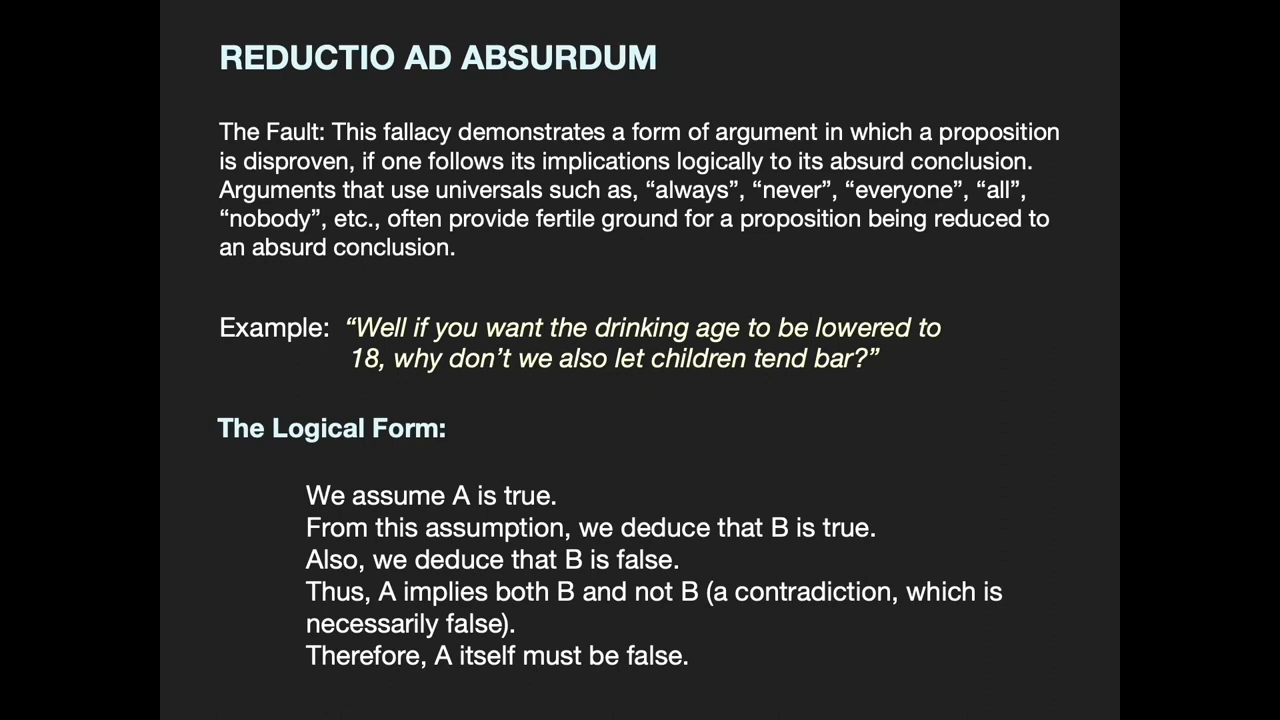 REDUCTIO AD ABSURDUM
The Fault: This fallacy demonstrates a form of argument in which a proposition
is disproven, if one follows its implications logically to its absurd conclusion.
Arguments that use universals such as, “always”, “never”, “everyone”, “all”,
“nobody”, etc., often provide fertile ground for a proposition being reduced to
an absurd conclusion.
Example: “Well if you want the drinking age to be lowered to
18, why don’t we also let children tend bar?”
The Logical Form:
We assume A is true.
From this assumption, we deduce that B is true.
Also, we deduce that B is false.
Thus, A implies both B and not B (a contradiction, which is
necessarily false).
Therefore, A itself must be false.